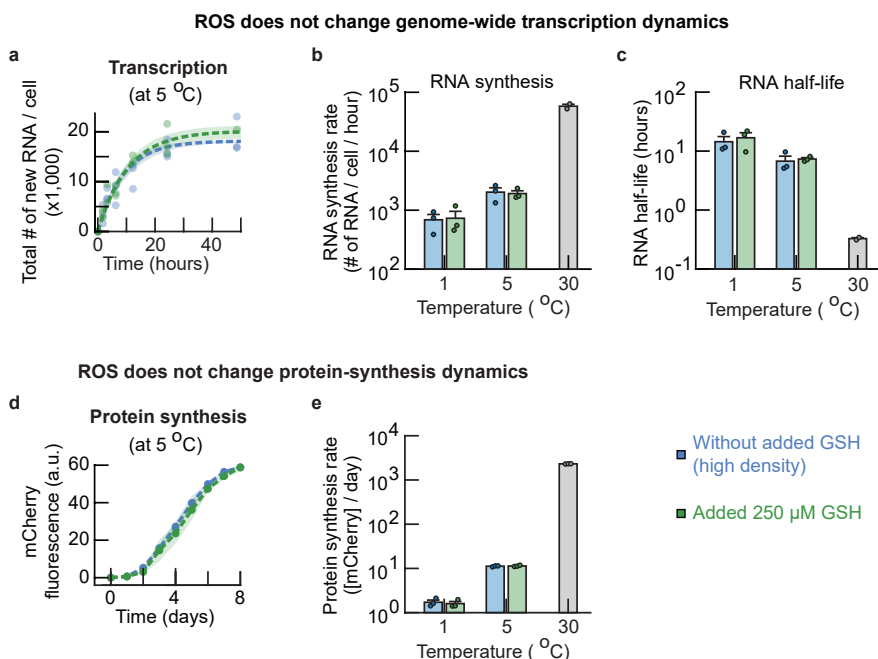 ROS does not change genome-wide transcription dynamics
a
Transcription
(at 5 °C)
Total # of new RNA / cell
(x1,000)
20
10
0
0 20 40
Time (hours)
b
RNA synthesis
RNA synthesis rate
(# of RNA / cell / hour)
10^5
10^4
10^3
10^2
1 5 30
Temperature ( °C)
c
RNA half-life
RNA half-life (hours)
10^1
10^0
10^-1
1 5 30
Temperature ( °C)
ROS does not change protein-synthesis dynamics
d
Protein synthesis
(at 5 °C)
mCherry
fluorescence (a.u.)
60
40
20
0
0 4 8
Time (days)
e
Protein synthesis rate
([mCherry] / day)
10^4
10^3
10^2
10^1
10^0
1 5 30
Temperature ( °C)
Without added GSH
(high density)
Added 250 µM GSH